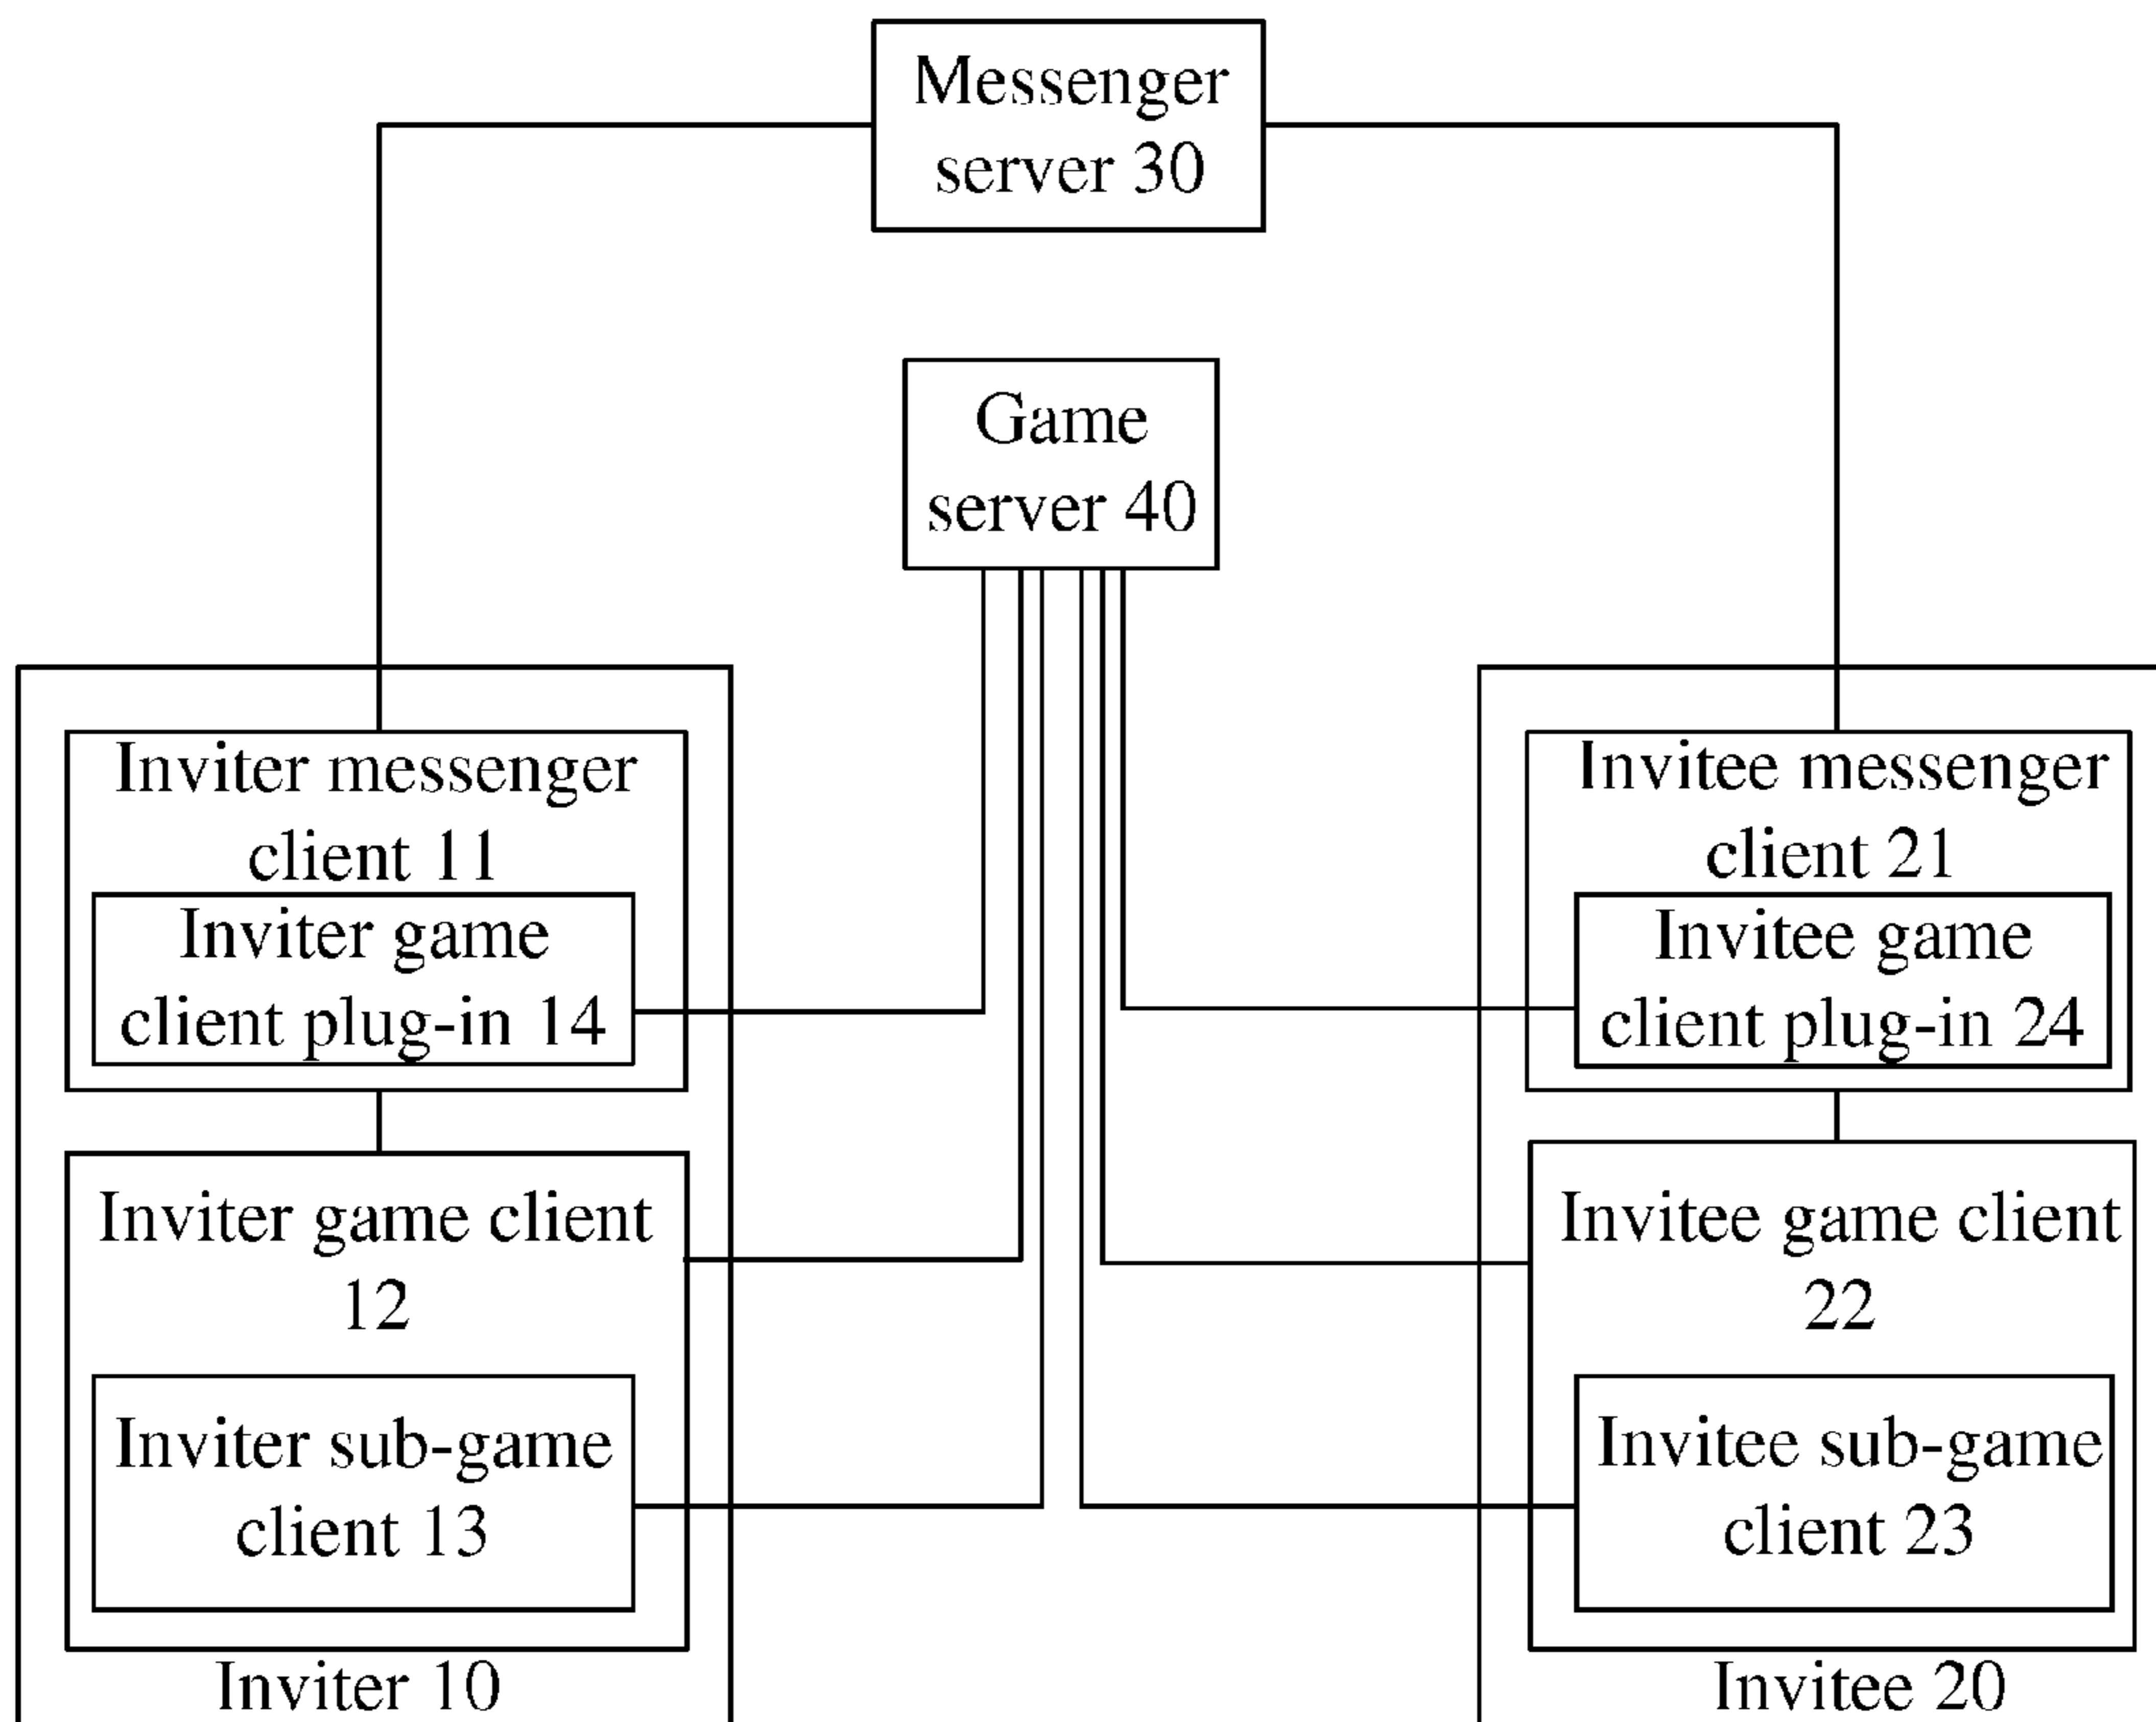 Messenger
server 30
Game
server 40
Inviter messenger
client 11
Inviter game
client plug-in 14
Inviter game client
12
Inviter sub-game
client 13
Inviter 10
Invitee messenger
client 21
Invitee game
client plug-in 24
Invitee game client
22
Invitee sub-game
client 23
Invitee 20